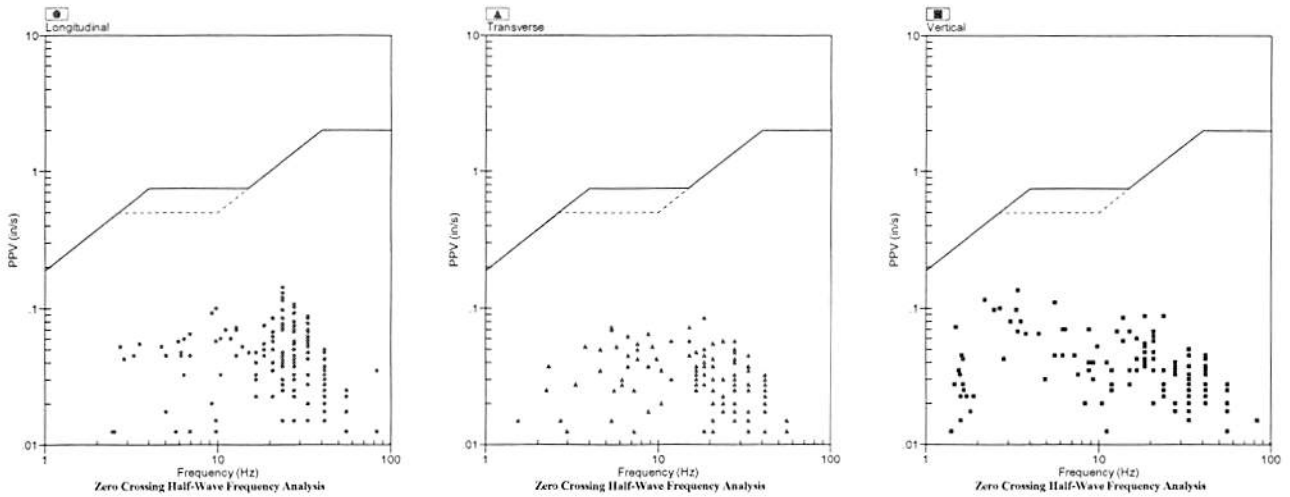 Longitudinal
10
1
.1
.01
PPV (in/s)
1
10
100
Frequency (Hz)
Zero Crossing Half-Wave Frequency Analysis
Transverse
10
1
.1
.01
PPV (in/s)
1
10
100
Frequency (Hz)
Zero Crossing Half-Wave Frequency Analysis
Vertical
10
1
.1
.01
PPV (in/s)
1
10
100
Frequency (Hz)
Zero Crossing Half-Wave Frequency Analysis